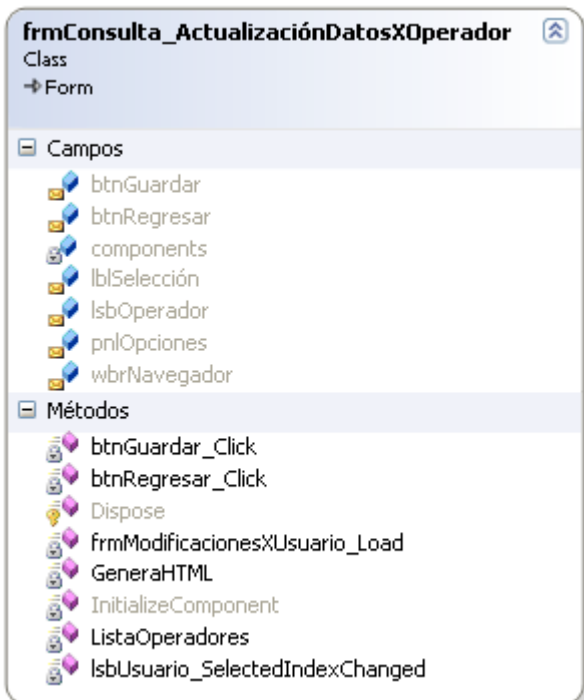 frmConsulta_ActualizaciónDatosXOperador
Class
Form
Campos
btnGuardar
btnRegresar
components
lblSelección
lsbOperador
pnlOpciones
wbrNavegador
Métodos
btnGuardar_Click
btnRegresar_Click
Dispose
frmModificacionesXUsuario_Load
GeneraHTML
InitializeComponent
ListaOperadores
lsbUsuario_SelectedIndexChanged